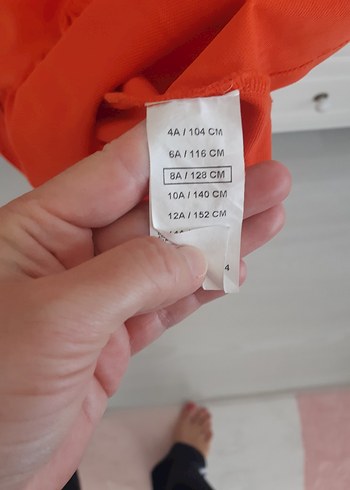 4A / 104 CM
6A / 116 CM
8A / 128 CM
10A / 140 CM
12A / 152 CM
4